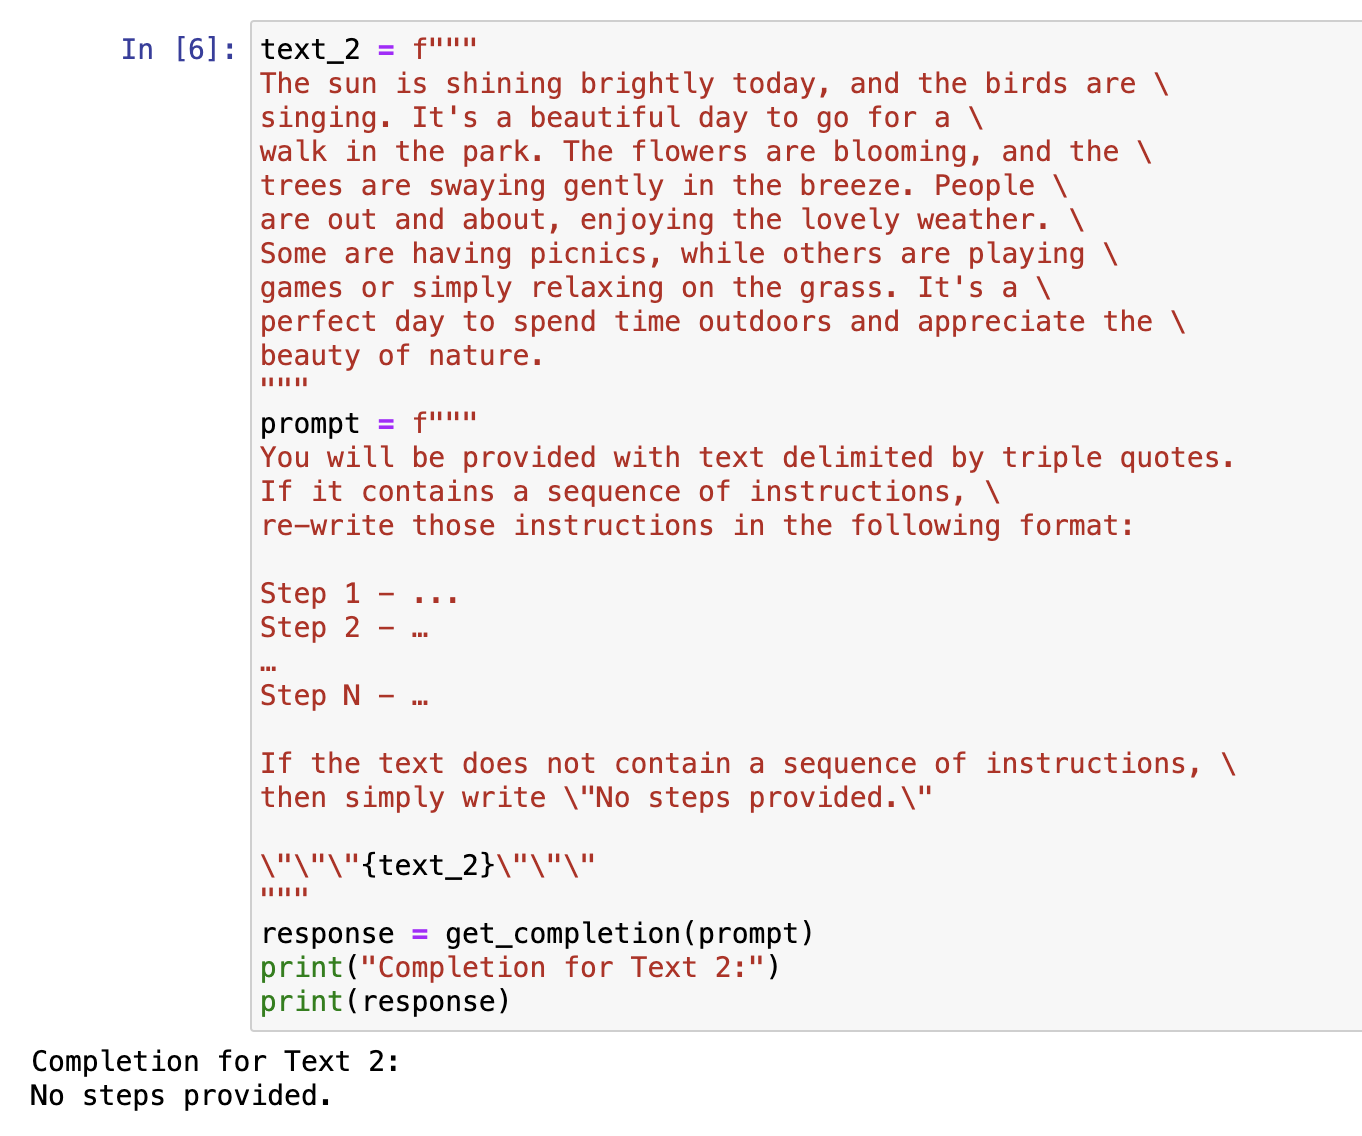 In [6]: text_2 = f"""
The sun is shining brightly today, and the birds are \
singing. It's a beautiful day to go for a \
walk in the park. The flowers are blooming, and the \
trees are swaying gently in the breeze. People \
are out and about, enjoying the lovely weather. \
Some are having picnics, while others are playing \
games or simply relaxing on the grass. It's a \
perfect day to spend time outdoors and appreciate the \
beauty of nature.
"""
prompt = f"""
You will be provided with text delimited by triple quotes.
If it contains a sequence of instructions, \
re-write those instructions in the following format:

Step 1 - ...
Step 2 - …
…
Step N - …

If the text does not contain a sequence of instructions, \
then simply write \"No steps provided.\"

\"\"\"{text_2}\"\"\"
"""
response = get_completion(prompt)
print("Completion for Text 2:")
print(response)
Completion for Text 2:
No steps provided.